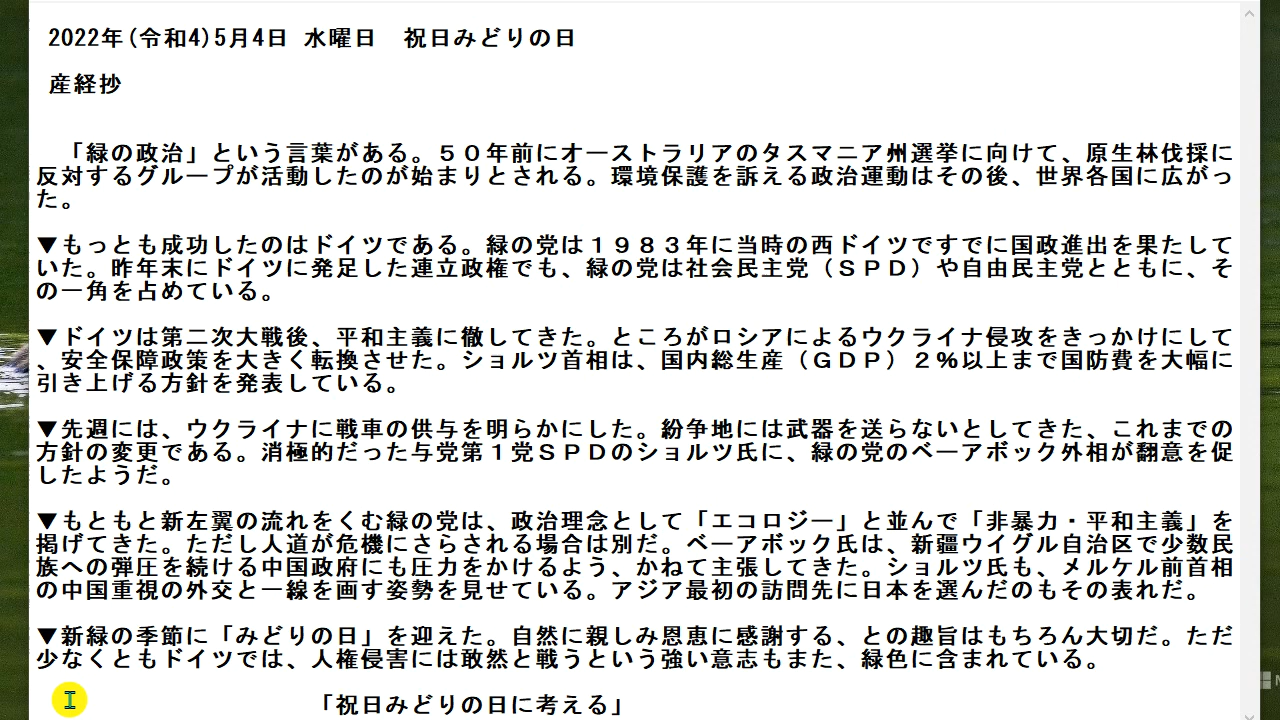 2022年(令和4)5月4日 水曜日　祝日みどりの日
産経抄
　「緑の政治」という言葉がある。５０年前にオーストラリアのタスマニア州選挙に向けて、原生林伐採に
反対するグループが活動したのが始まりとされる。環境保護を訴える政治運動はその後、世界各国に広がっ
た。
▼もっとも成功したのはドイツである。緑の党は１９８３年に当時の西ドイツですでに国政進出を果たして
いた。昨年末にドイツに発足した連立政権でも、緑の党は社会民主党（ＳＰＤ）や自由民主党とともに、そ
の一角を占めている。
▼ドイツは第二次大戦後、平和主義に徹してきた。ところがロシアによるウクライナ侵攻をきっかけにして
、安全保障政策を大きく転換させた。ショルツ首相は、国内総生産（ＧＤＰ）２％以上まで国防費を大幅に
引き上げる方針を発表している。
▼先週には、ウクライナに戦車の供与を明らかにした。紛争地には武器を送らないとしてきた、これまでの
方針の変更である。消極的だった与党第１党ＳＰＤのショルツ氏に、緑の党のベーアボック外相が翻意を促
したようだ。
▼もともと新左翼の流れをくむ緑の党は、政治理念として「エコロジー」と並んで「非暴力・平和主義」を
掲げてきた。ただし人道が危機にさらされる場合は別だ。ベーアボック氏は、新疆ウイグル自治区で少数民
族への弾圧を続ける中国政府にも圧力をかけるよう、かねて主張してきた。ショルツ氏も、メルケル前首相
の中国重視の外交と一線を画す姿勢を見せている。アジア最初の訪問先に日本を選んだのもその表れだ。
▼新緑の季節に「みどりの日」を迎えた。自然に親しみ恩恵に感謝する、との趣旨はもちろん大切だ。ただ
少なくともドイツでは、人権侵害には敢然と戦うという強い意志もまた、緑色に含まれている。
「祝日みどりの日に考える」